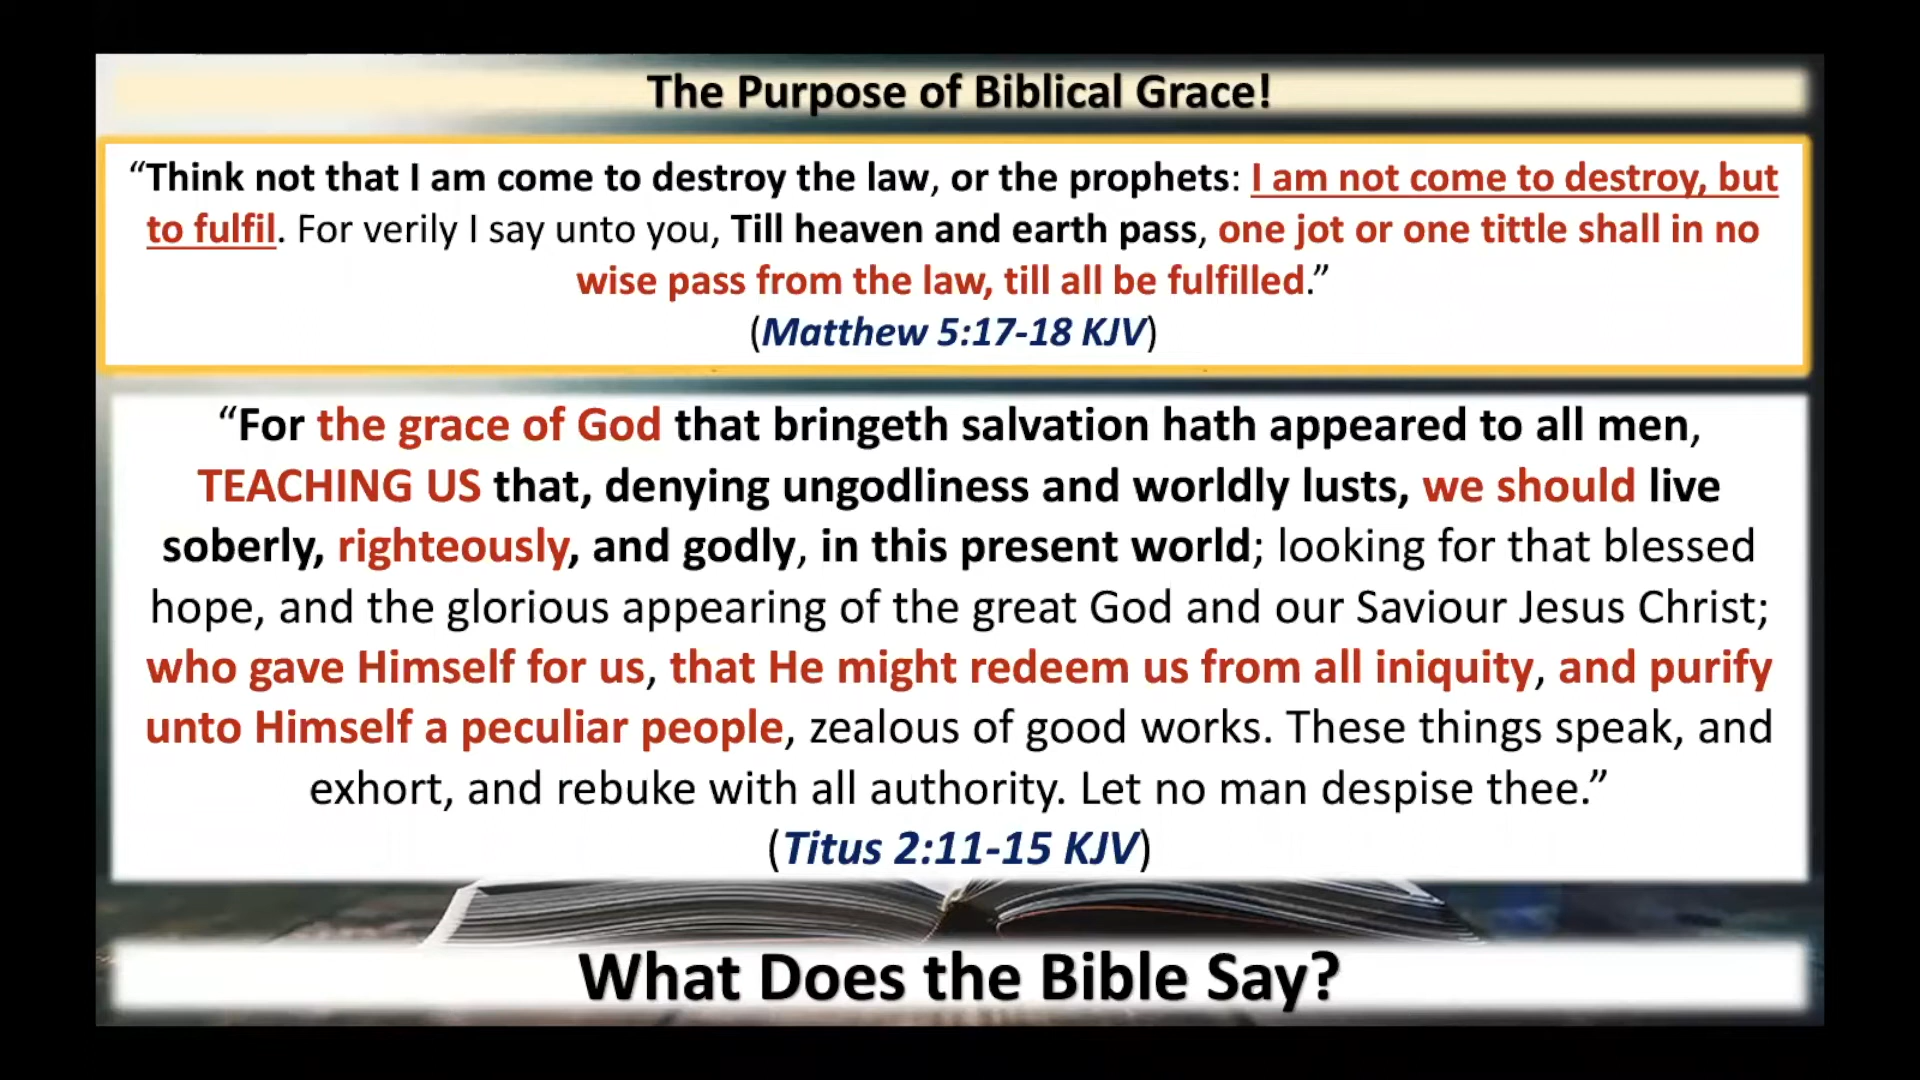 The Purpose of Biblical Grace!
“Think not that I am come to destroy the law, or the prophets: I am not come to destroy, but
to fulfil. For verily I say unto you, Till heaven and earth pass, one jot or one tittle shall in no
wise pass from the law, till all be fulfilled.”
(Matthew 5:17-18 KJV)
“For the grace of God that bringeth salvation hath appeared to all men,
TEACHING US that, denying ungodliness and worldly lusts, we should live
soberly, righteously, and godly, in this present world; looking for that blessed
hope, and the glorious appearing of the great God and our Saviour Jesus Christ;
who gave Himself for us, that He might redeem us from all iniquity, and purify
unto Himself a peculiar people, zealous of good works. These things speak, and
exhort, and rebuke with all authority. Let no man despise thee.”
(Titus 2:11-15 KJV)
What Does the Bible Say?